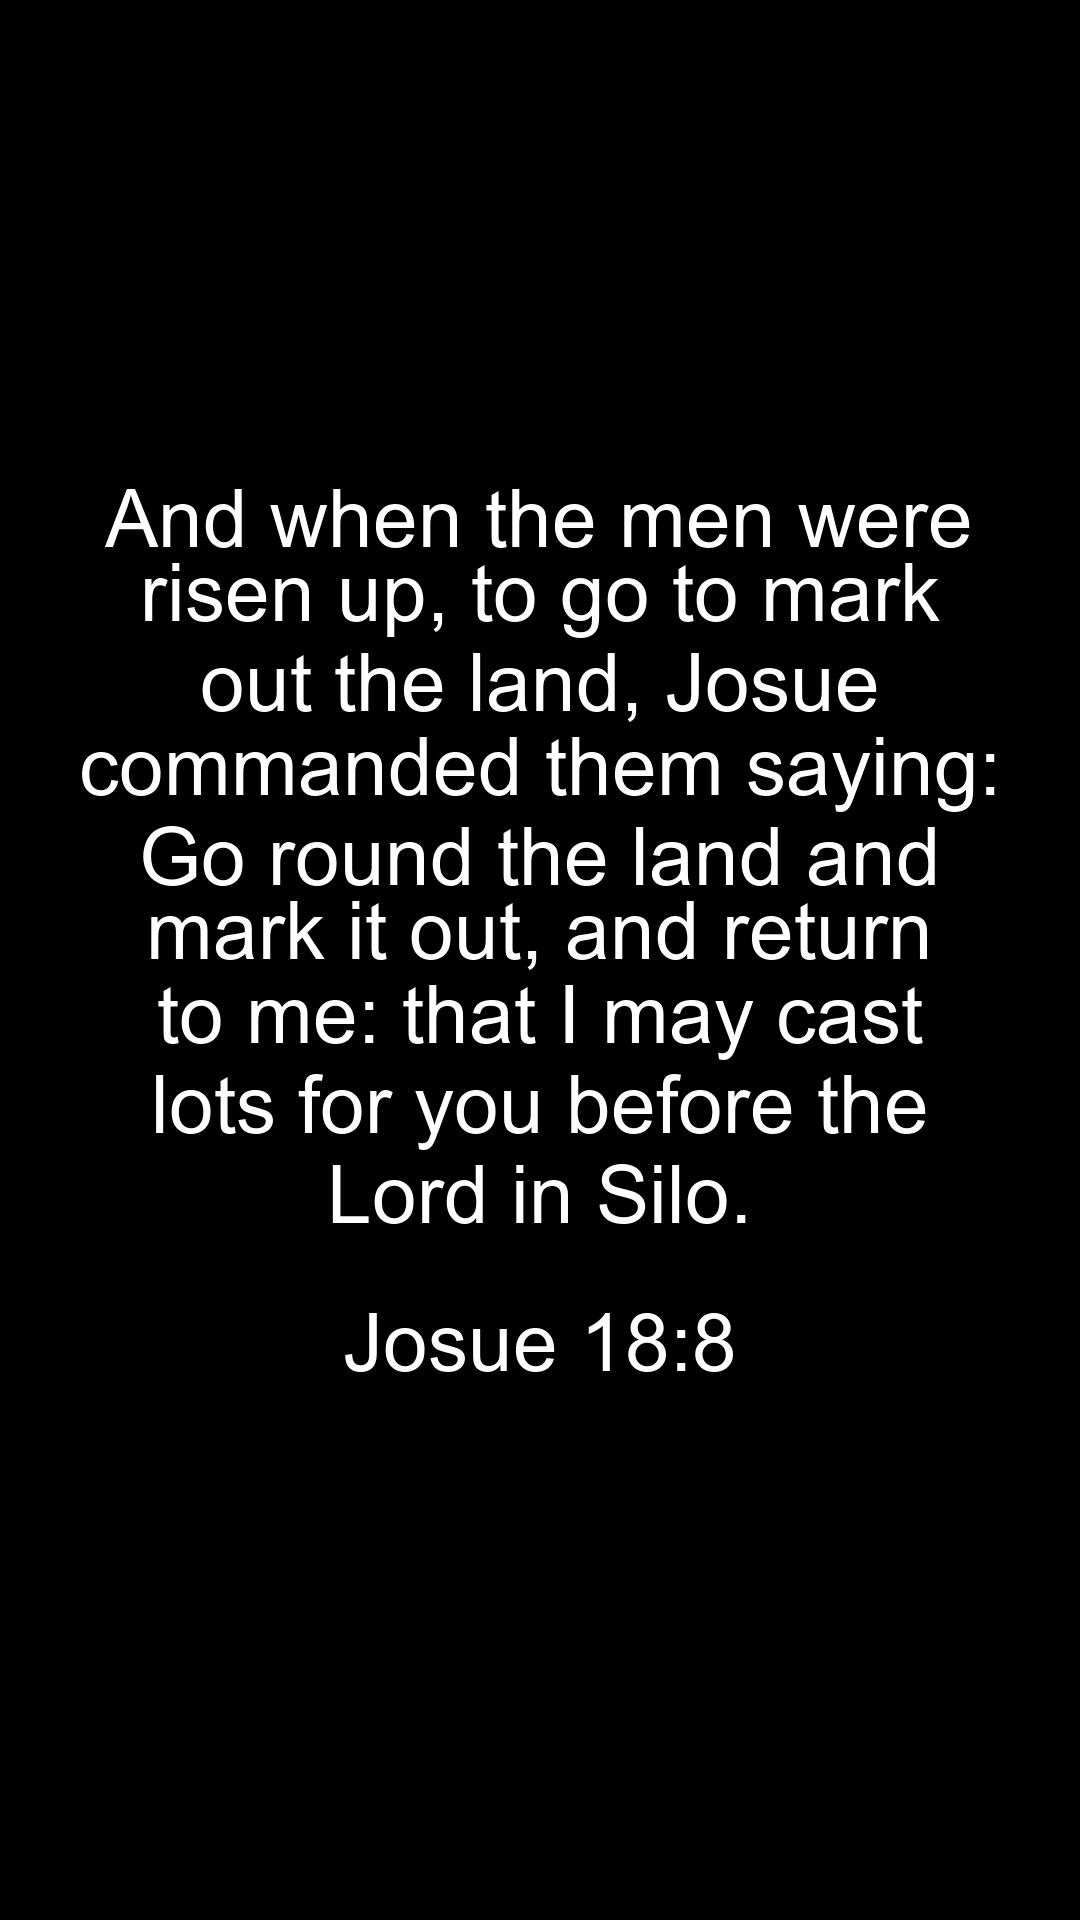 And when the men were
risen up, to go to mark
out the land, Josue
commanded them saying:
Go round the land and
mark it out, and return
to me: that I may cast
lots for you before the
Lord in Silo.
Josue 18:8